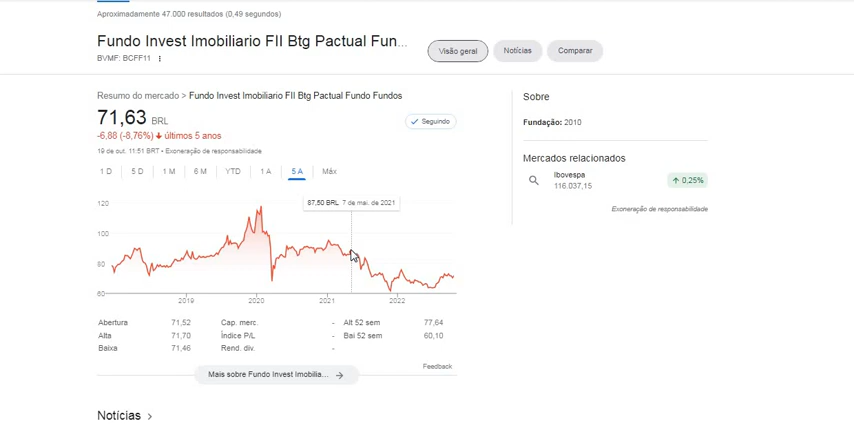 Aproximadamente 47.000 resultados (0,49 segundos)
Fundo Invest Imobiliario FII Btg Pactual Fun...
BVMF: BCFF11
Visão geral
Notícias
Comparar
Resumo do mercado > Fundo Invest Imobiliario FII Btg Pactual Fundo Fundos
71,63 BRL
Seguindo
-6,88 (-8,76%) últimos 5 anos
19 de out. 11:51 BRT • Exoneração de responsabilidade
1 D 5 D 1 M 6 M YTD 1 A 5 A Máx
87,50 BRL 7 de mai. de 2021
120
100
80
60
2019 2020 2021 2022
Abertura 71,52 Cap. merc. - Alt 52 sem 77,64
Alta 71,70 Índice P/L - Bai 52 sem 60,10
Baixa 71,46 Rend. div. -
Feedback
Mais sobre Fundo Invest Imobilia...
Notícias
Sobre
Fundação: 2010
Mercados relacionados
Ibovespa
116.037,15
0,25%
Exoneração de responsabilidade